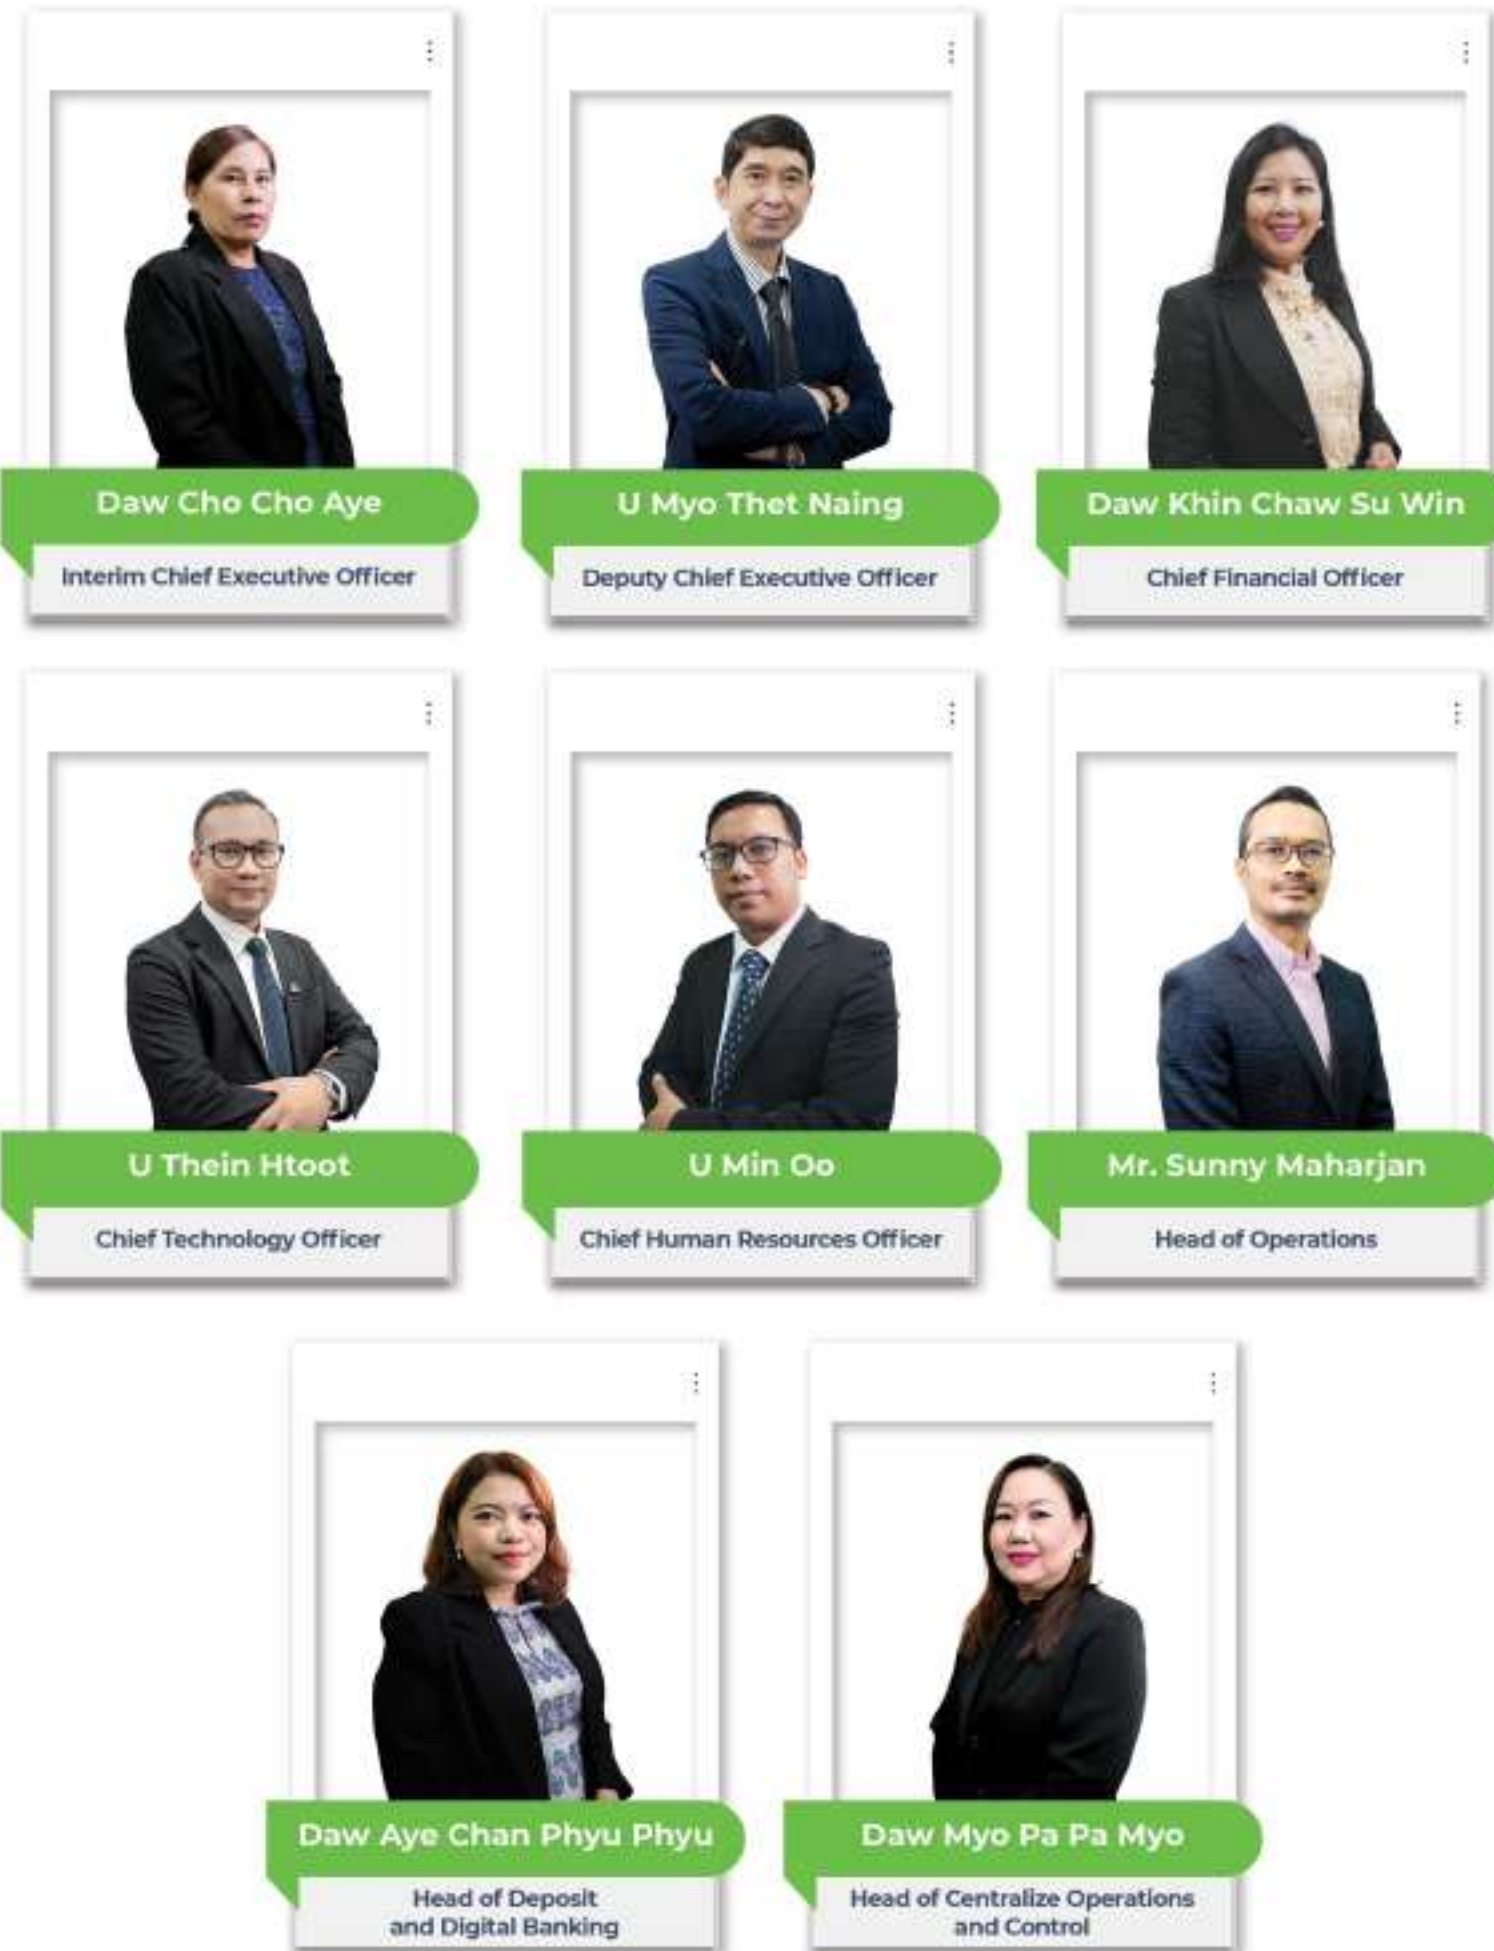 Daw Cho Cho Aye
Interim Chief Executive Officer
U Myo Thet Naing
Deputy Chief Executive Officer
Daw Khin Chaw Su Win
Chief Financial Officer
U Thein Htoot
Chief Technology Officer
U Min Oo
Chief Human Resources Officer
Mr. Sunny Maharjan
Head of Operations
Daw Aye Chan Phyu Phyu
Head of Deposit
and Digital Banking
Daw Myo Pa Pa Myo
Head of Centralize Operations
and Control